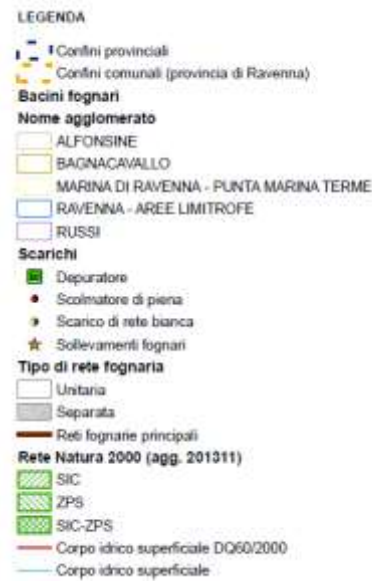 LEGENDA
Confini provinciali
Confini comunali (provincia di Ravenna)
Bacini fognari
Nome agglomerato
ALFONSINE
BAGNACAVALLO
MARINA DI RAVENNA - PUNTA MARINA TERME
RAVENNA - AREE LIMITROFE
RUSSI
Scarichi
Depuratore
Scolmatore di piena
Scarico di rete bianca
Sollevamenti fognari
Tipo di rete fognaria
Unitaria
Separata
Reti fognarie principali
Rete Natura 2000 (agg. 201311)
SIC
ZPS
SIC-ZPS
Corpo idrico superficiale DQ60/2000
Corpo idrico superficiale